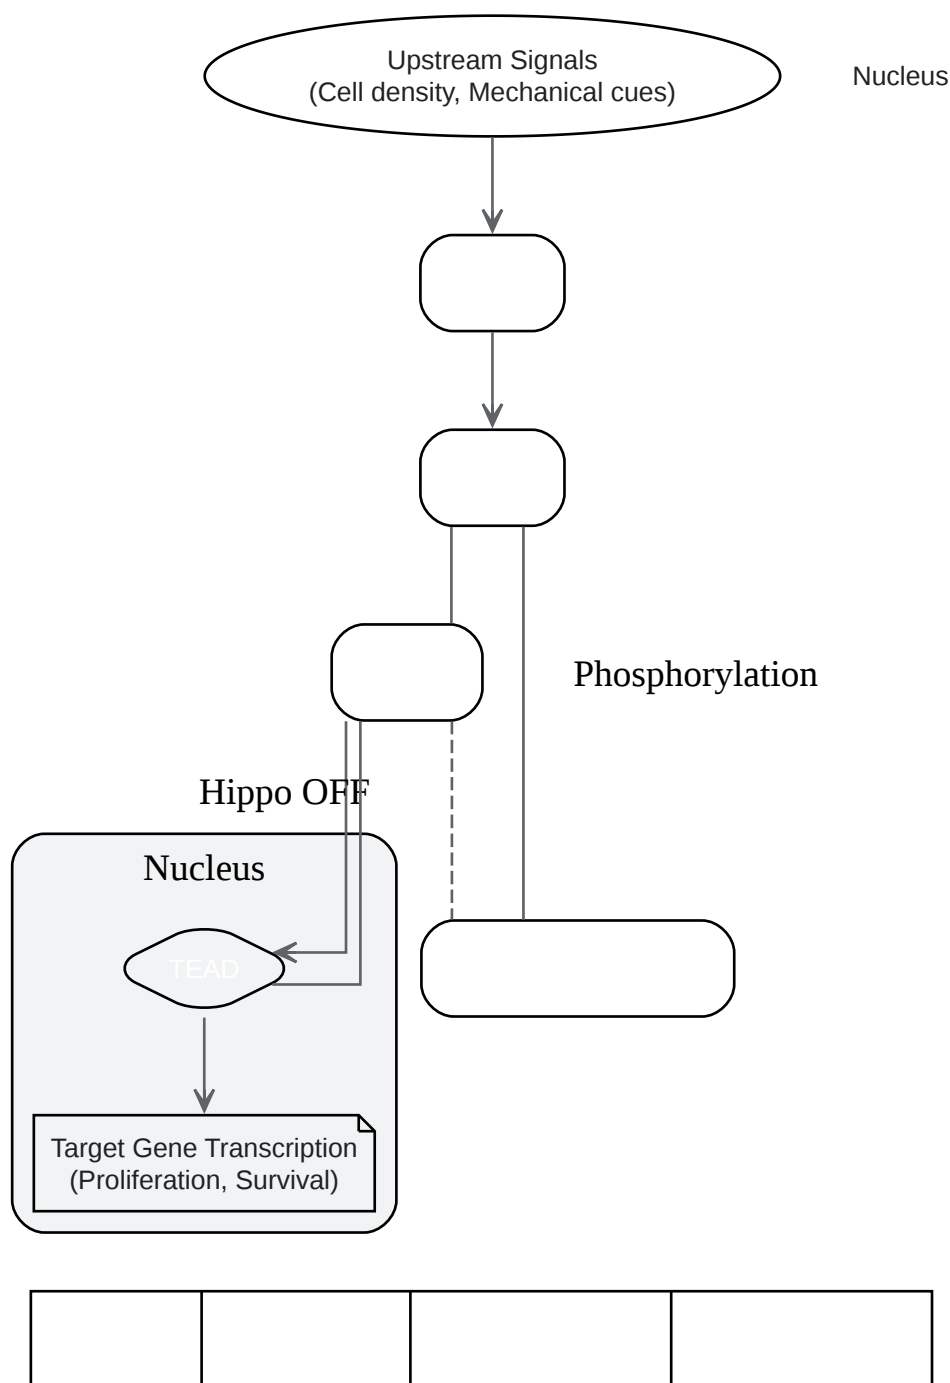 Upstream Signals
(Cell density, Mechanical cues)
Nucleus
Phosphorylation
Hippo OFF
Nucleus
TEAD
Target Gene Transcription
(Proliferation, Survival)